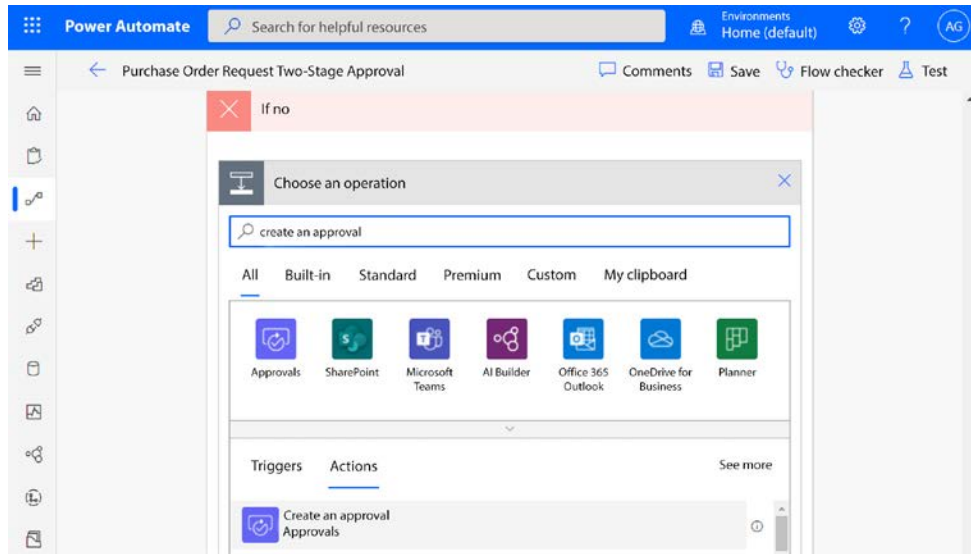 Power Automate
Search for helpful resources
Environments
Home (default)
AG
Purchase Order Request Two-Stage Approval
Comments
Save
Flow checker
Test
If no
Choose an operation
create an approval
All
Built-in
Standard
Premium
Custom
My clipboard
Approvals
SharePoint
Microsoft
Teams
AI Builder
Office 365
Outlook
OneDrive for
Business
Planner
Triggers
Actions
See more
Create an approval
Approvals